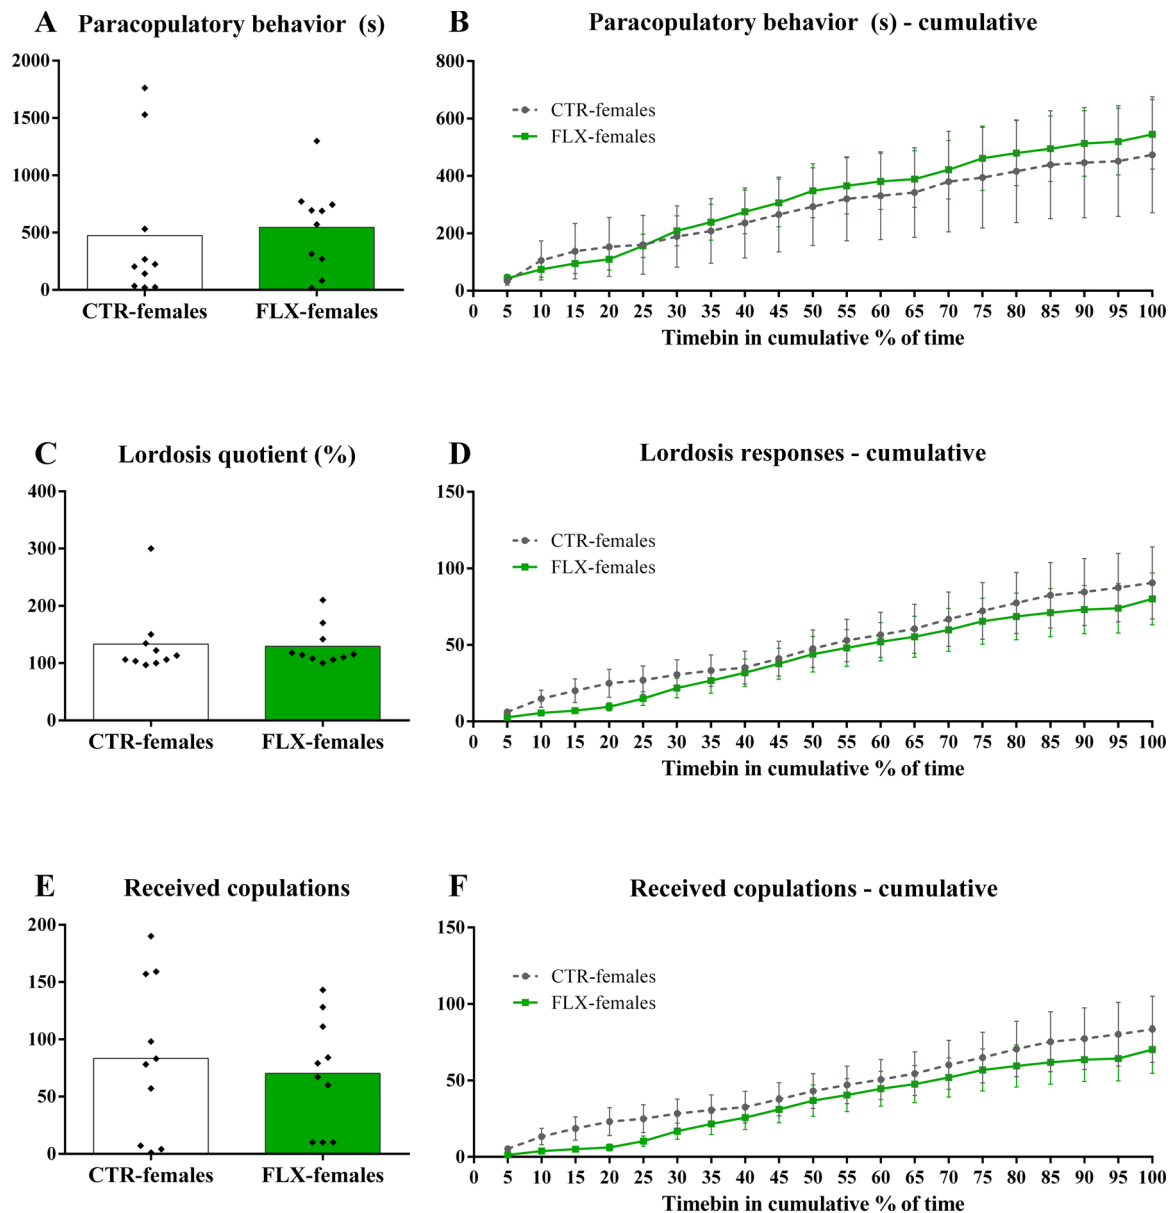 A Paracopulatory behavior (s)
2000
1500
1000
500
0
CTR-females FLX-females
B Paracopulatory behavior (s) - cumulative
800
600
400
200
0
CTR-females
FLX-females
0 5 10 15 20 25 30 35 40 45 50 55 60 65 70 75 80 85 90 95 100
Timebin in cumulative % of time
C Lordosis quotient (%)
400
300
200
100
0
CTR-females FLX-females
D Lordosis responses - cumulative
150
100
50
0
CTR-females
FLX-females
0 5 10 15 20 25 30 35 40 45 50 55 60 65 70 75 80 85 90 95 100
Timebin in cumulative % of time
E Received copulations
200
150
100
50
0
CTR-females FLX-females
F Received copulations - cumulative
150
100
50
0
CTR-females
FLX-females
0 5 10 15 20 25 30 35 40 45 50 55 60 65 70 75 80 85 90 95 100
Timebin in cumulative % of time